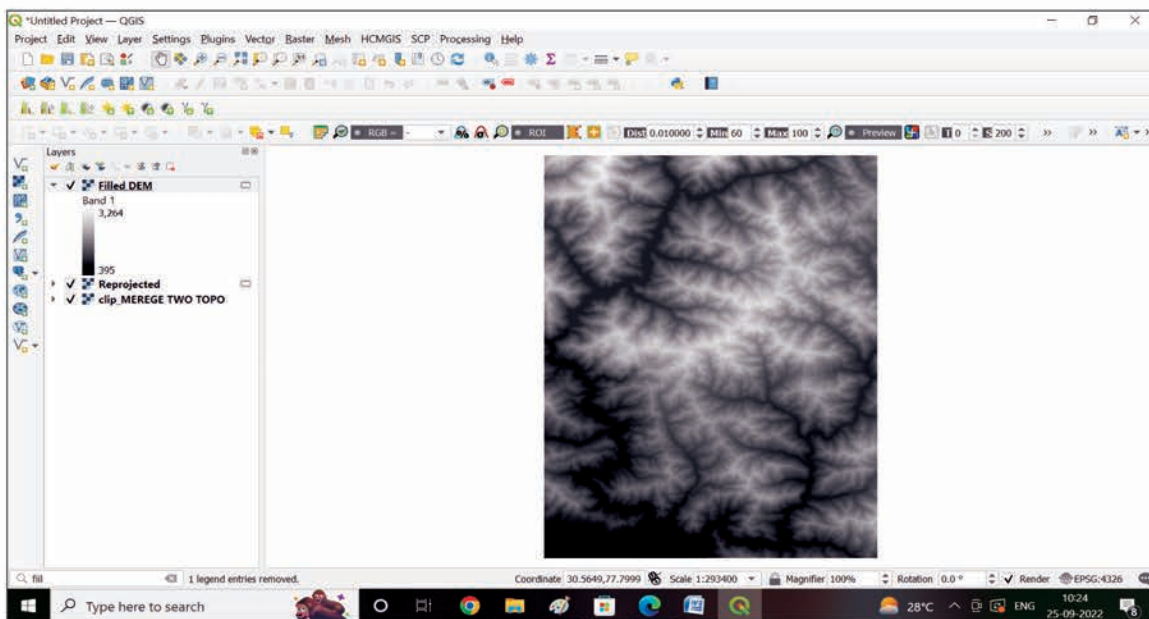 *Untitled Project — QGIS
Project Edit View Layer Settings Plugins Vector Raster Mesh HCMGIS SCP Processing Help
RGB = - ROI Dist 0.010000 Min 60 Max 100 Preview T 0 S 200 » »
Layers
Filled DEM
Band 1
3,264
395
Reprojected
clip_MEREGE TWO TOPO
fill 1 legend entries removed. Coordinate 30.5649,77.7999 Scale 1:293400 Magnifier 100% Rotation 0.0 ° Render EPSG:4326
Type here to search 28°C ENG 10:24
25-09-2022 8